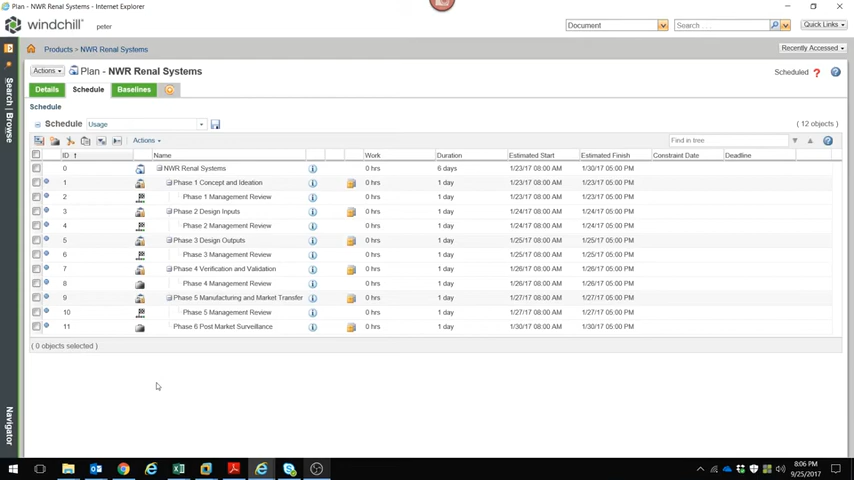 Plan - NWR Renal Systems - Internet Explorer
windchill peter Document Search ... Quick Links
Products > NWR Renal Systems Recently Accessed
Actions Plan - NWR Renal Systems Scheduled ?
Details Schedule Baselines
Schedule
Schedule Usage ( 12 objects )
Actions Find in tree
ID Name Work Duration Estimated Start Estimated Finish Constraint Date Deadline
0 NWR Renal Systems 0 hrs 6 days 1/23/17 08:00 AM 1/30/17 05:00 PM
1 Phase 1 Concept and Ideation 0 hrs 1 day 1/23/17 08:00 AM 1/23/17 05:00 PM
2 Phase 1 Management Review 0 hrs 1 day 1/23/17 08:00 AM 1/23/17 05:00 PM
3 Phase 2 Design Inputs 0 hrs 1 day 1/24/17 08:00 AM 1/24/17 05:00 PM
4 Phase 2 Management Review 0 hrs 1 day 1/24/17 08:00 AM 1/24/17 05:00 PM
5 Phase 3 Design Outputs 0 hrs 1 day 1/25/17 08:00 AM 1/25/17 05:00 PM
6 Phase 3 Management Review 0 hrs 1 day 1/25/17 08:00 AM 1/25/17 05:00 PM
7 Phase 4 Verification and Validation 0 hrs 1 day 1/26/17 08:00 AM 1/26/17 05:00 PM
8 Phase 4 Management Review 0 hrs 1 day 1/26/17 08:00 AM 1/26/17 05:00 PM
9 Phase 5 Manufacturing and Market Transfer 0 hrs 1 day 1/27/17 08:00 AM 1/27/17 05:00 PM
10 Phase 5 Management Review 0 hrs 1 day 1/27/17 08:00 AM 1/27/17 05:00 PM
11 Phase 6 Post Market Surveillance 0 hrs 1 day 1/30/17 08:00 AM 1/30/17 05:00 PM
( 0 objects selected )
Search | Browse
Navigator
8:06 PM
9/25/2017